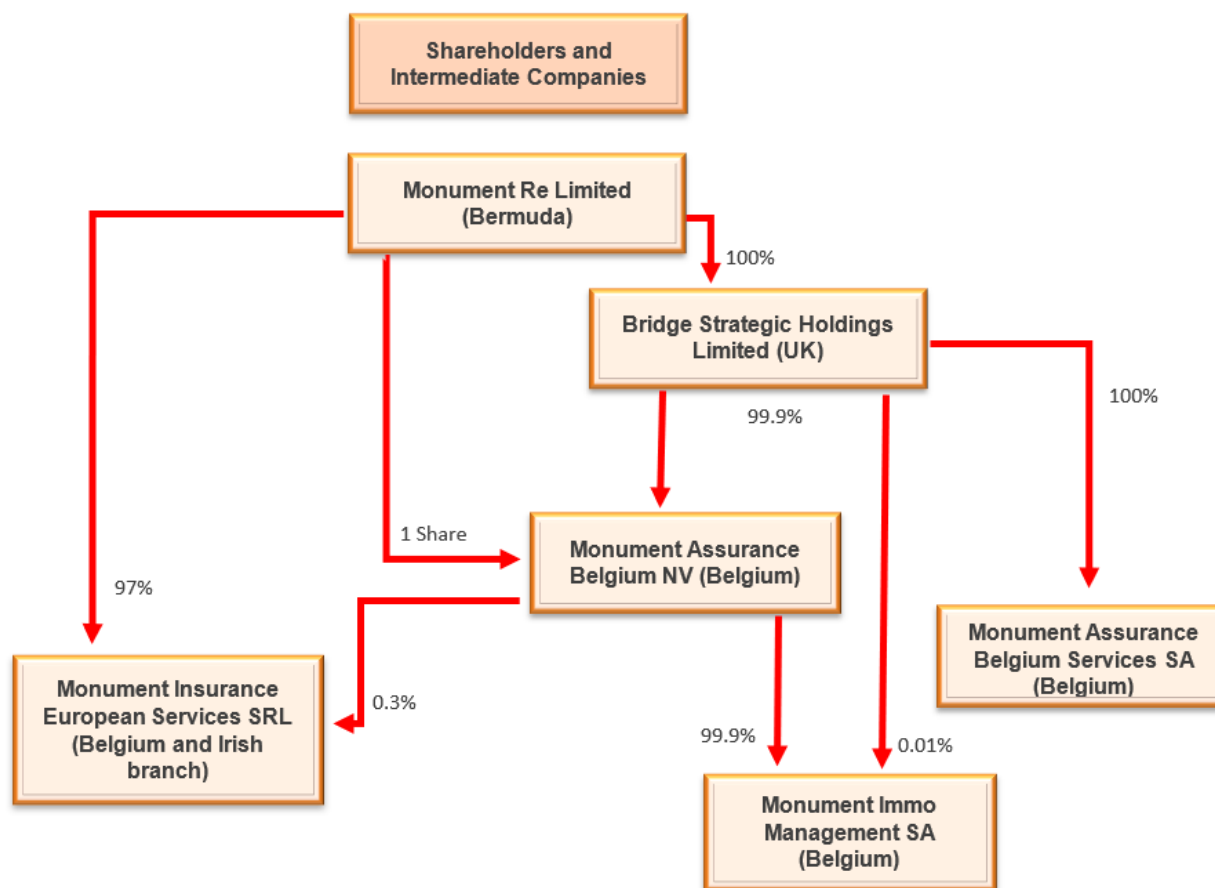 Shareholders and
Intermediate Companies
Monument Re Limited
(Bermuda)
100%
Bridge Strategic Holdings
Limited (UK)
100%
99.9%
1 Share
Monument Assurance
Belgium NV (Belgium)
97%
Monument Assurance
Belgium Services SA
(Belgium)
Monument Insurance
European Services SRL
(Belgium and Irish
branch)
0.3%
99.9%
0.01%
Monument Immo
Management SA
(Belgium)